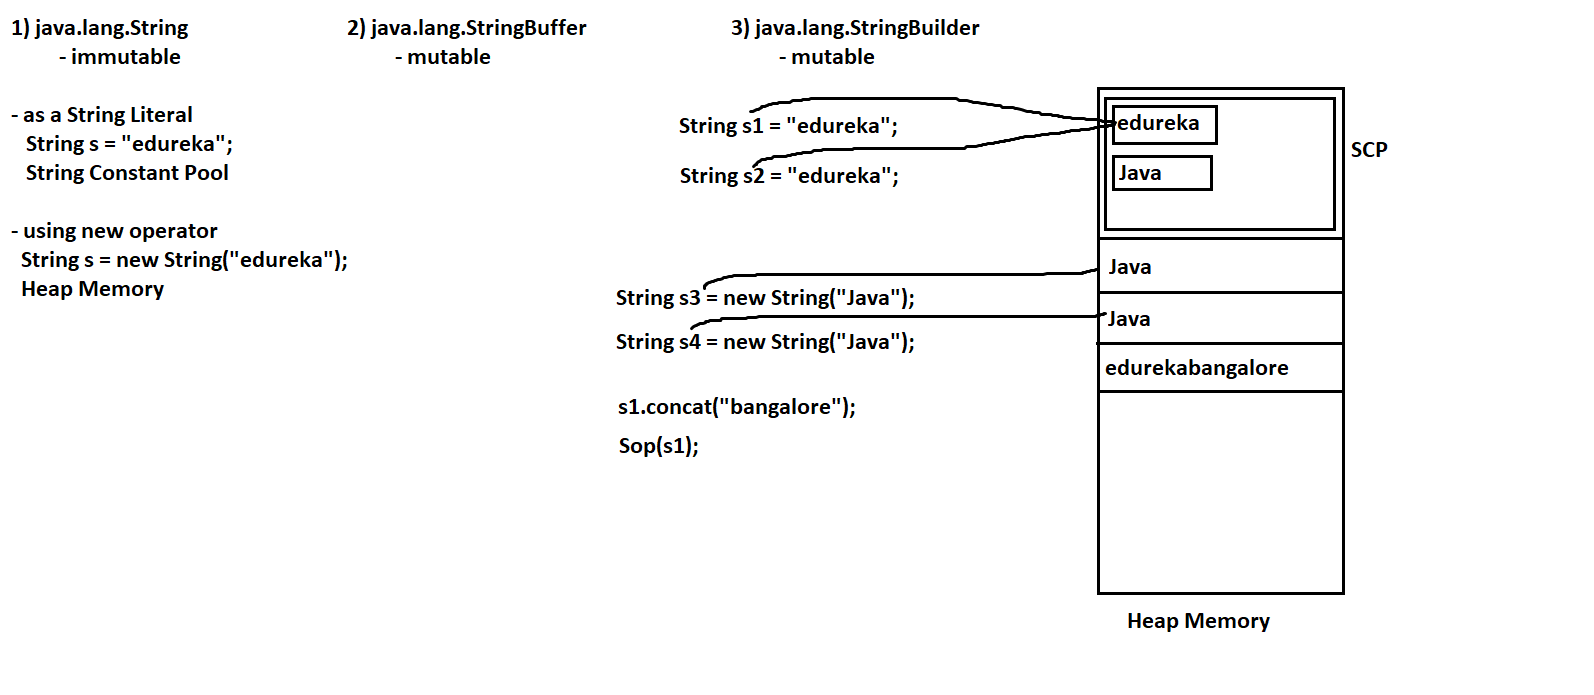 1) java.lang.String
- immutable
2) java.lang.StringBuffer
- mutable
3) java.lang.StringBuilder
- mutable
- as a String Literal
String s = "edureka";
String Constant Pool
- using new operator
String s = new String("edureka");
Heap Memory
String s1 = "edureka";
String s2 = "edureka";
String s3 = new String("Java");
String s4 = new String("Java");
s1.concat("bangalore");
Sop(s1);
edureka
Java
SCP
Java
Java
edurekabangalore
Heap Memory